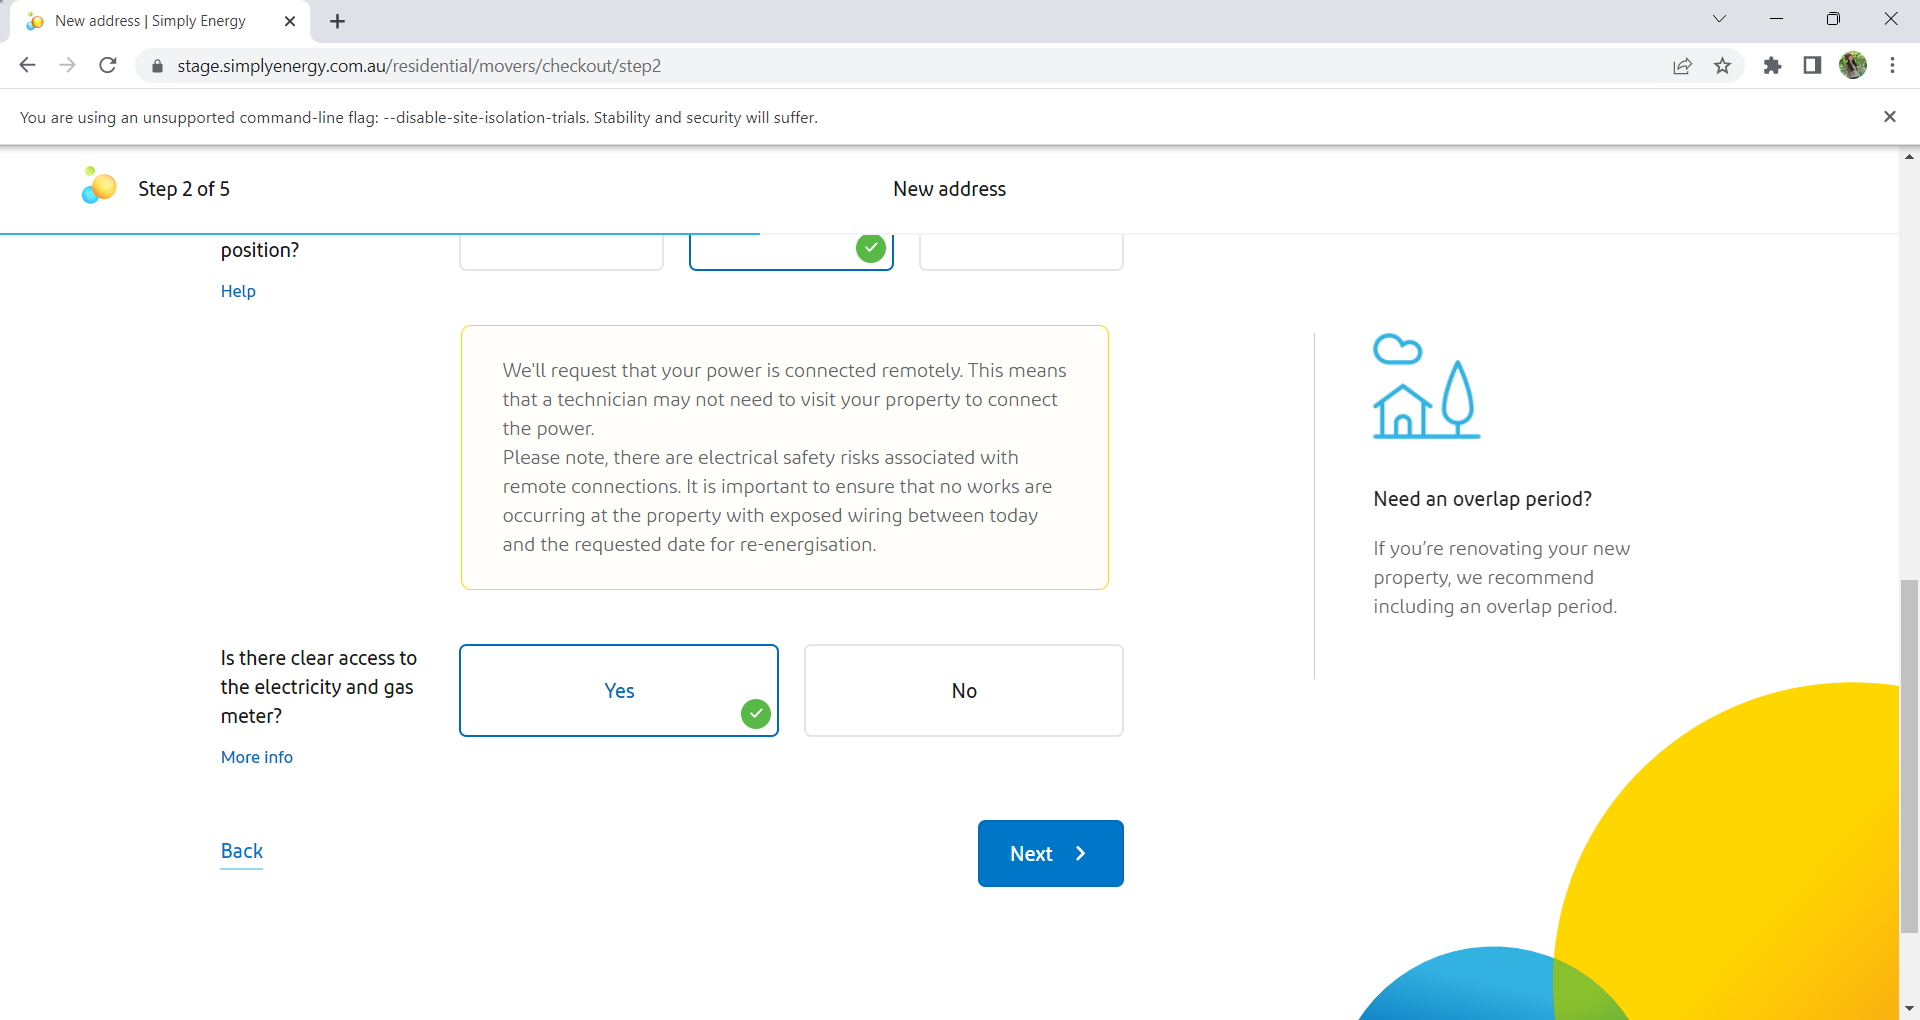 New address | Simply Energy
stage.simplyenergy.com.au/residential/movers/checkout/step2
You are using an unsupported command-line flag: --disable-site-isolation-trials. Stability and security will suffer.
Step 2 of 5
New address
position?
Help
We'll request that your power is connected remotely. This means
that a technician may not need to visit your property to connect
the power.
Please note, there are electrical safety risks associated with
remote connections. It is important to ensure that no works are
occurring at the property with exposed wiring between today
and the requested date for re-energisation.
Need an overlap period?
If you're renovating your new
property, we recommend
including an overlap period.
Is there clear access to
the electricity and gas
meter?
More info
Yes
No
Back
Next